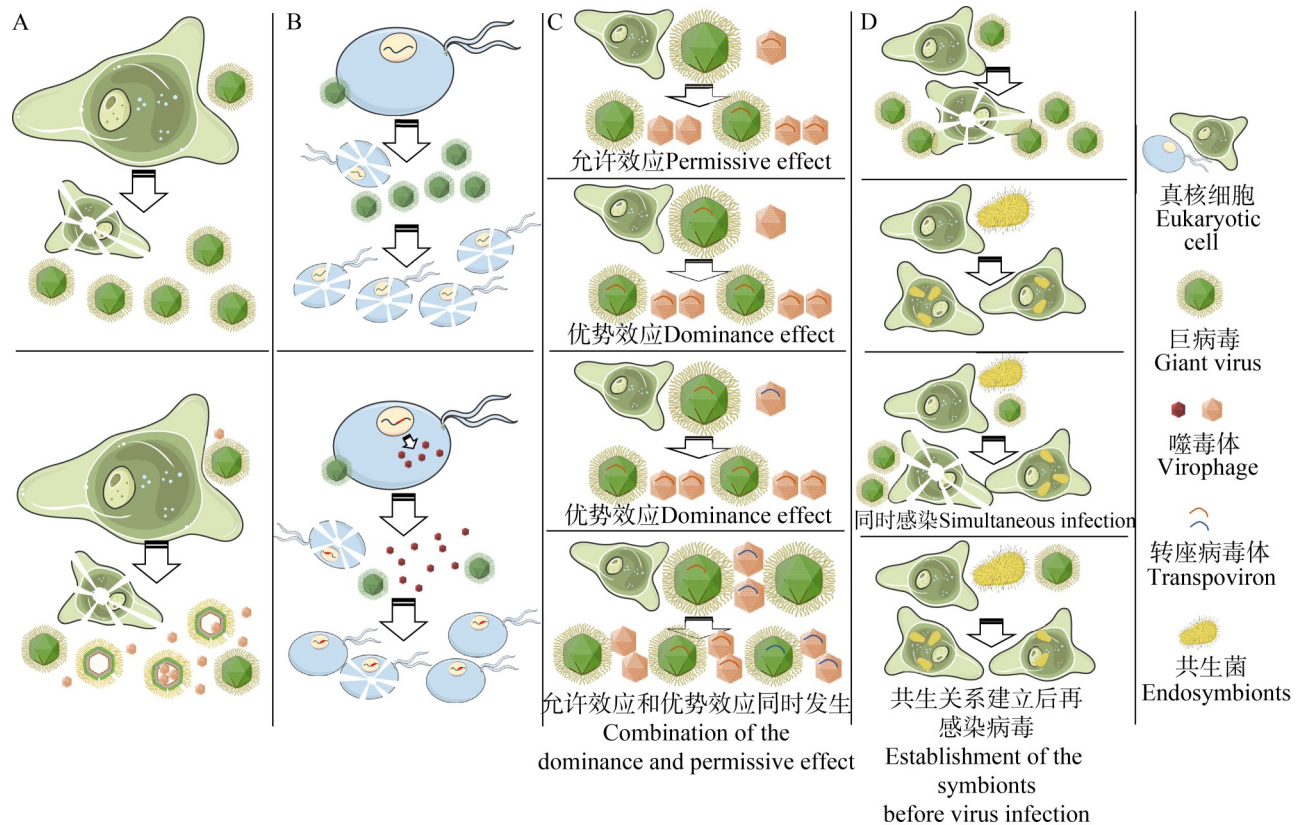 A
B
C
D
允许效应Permissive effect
优势效应Dominance effect
优势效应Dominance effect
允许效应和优势效应同时发生
Combination of the
dominance and permissive effect
同时感染Simultaneous infection
共生关系建立后再
感染病毒
Establishment of the
symbionts
before virus infection
真核细胞
Eukaryotic
cell
巨病毒
Giant virus
噬毒体
Virophage
转座病毒体
Transpoviron
共生菌
Endosymbionts